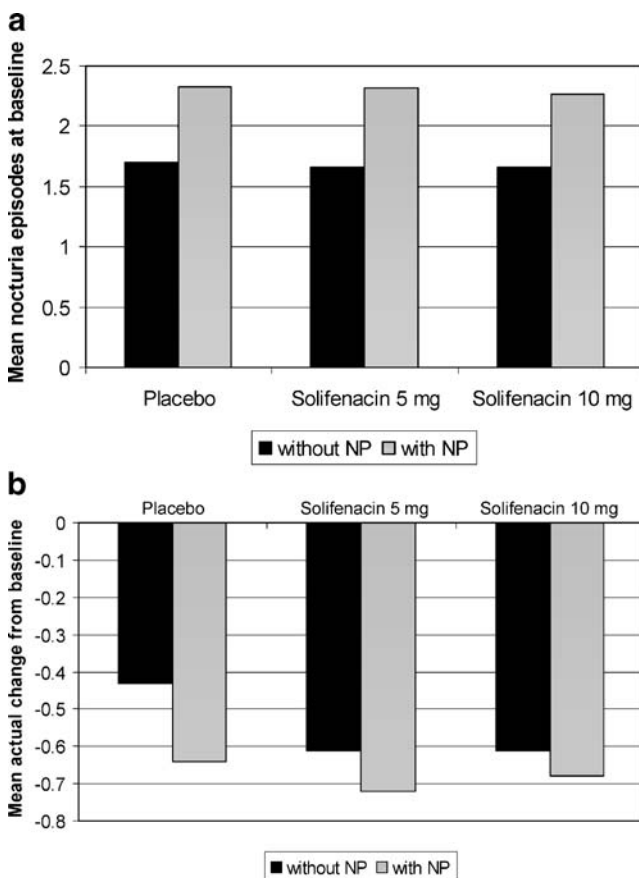 a
Mean nocturia episodes at baseline
2.5
2
1.5
1
0.5
0
Placebo Solifenacin 5 mg Solifenacin 10 mg
without NP with NP
b
Mean actual change from baseline
Placebo Solifenacin 5 mg Solifenacin 10 mg
0
-0.1
-0.2
-0.3
-0.4
-0.5
-0.6
-0.7
-0.8
without NP with NP